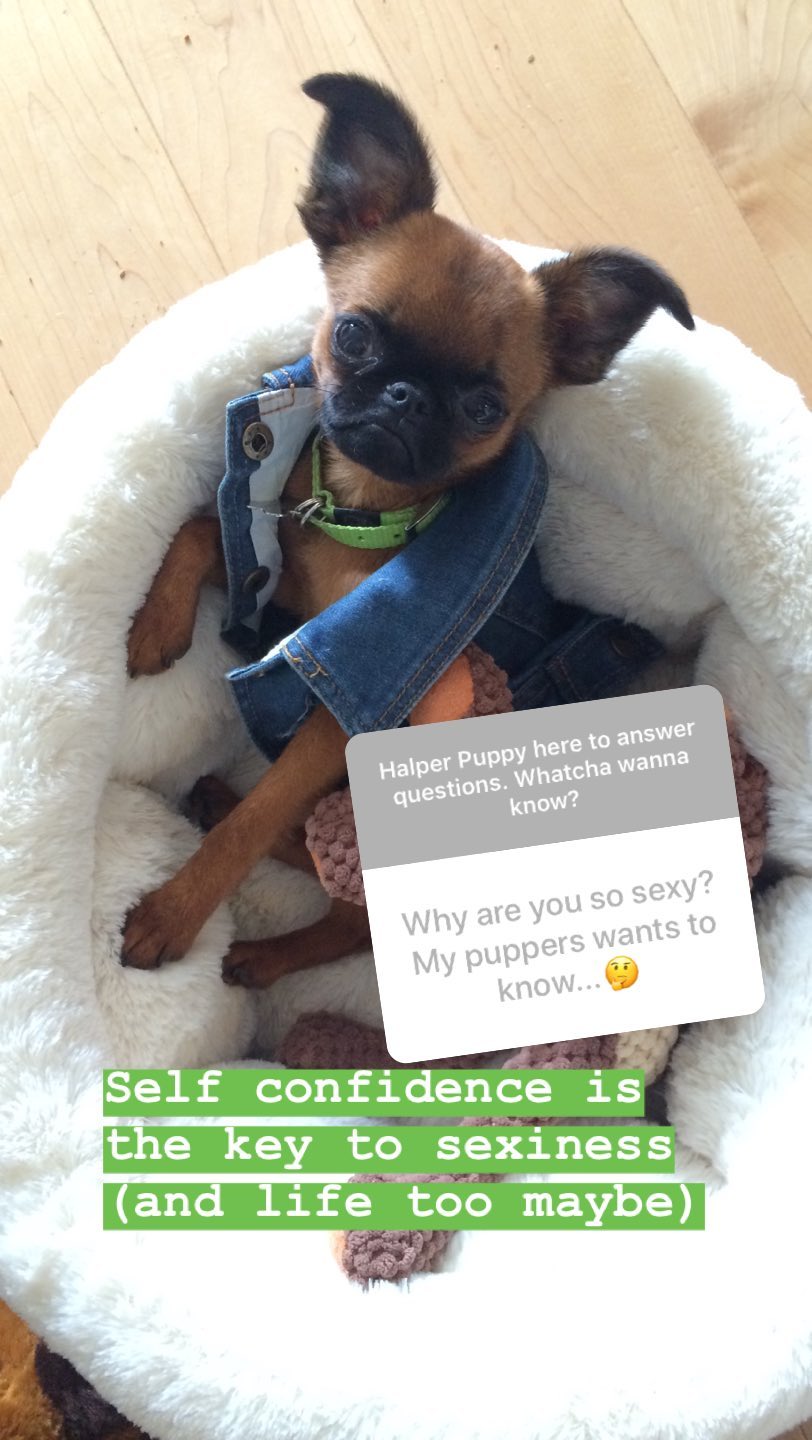 Halper Puppy here to answer
questions. Whatcha wanna
know?
Why are you so sexy?
My puppers wants to
know...🤔
Self confidence is
the key to sexiness
(and life too maybe)